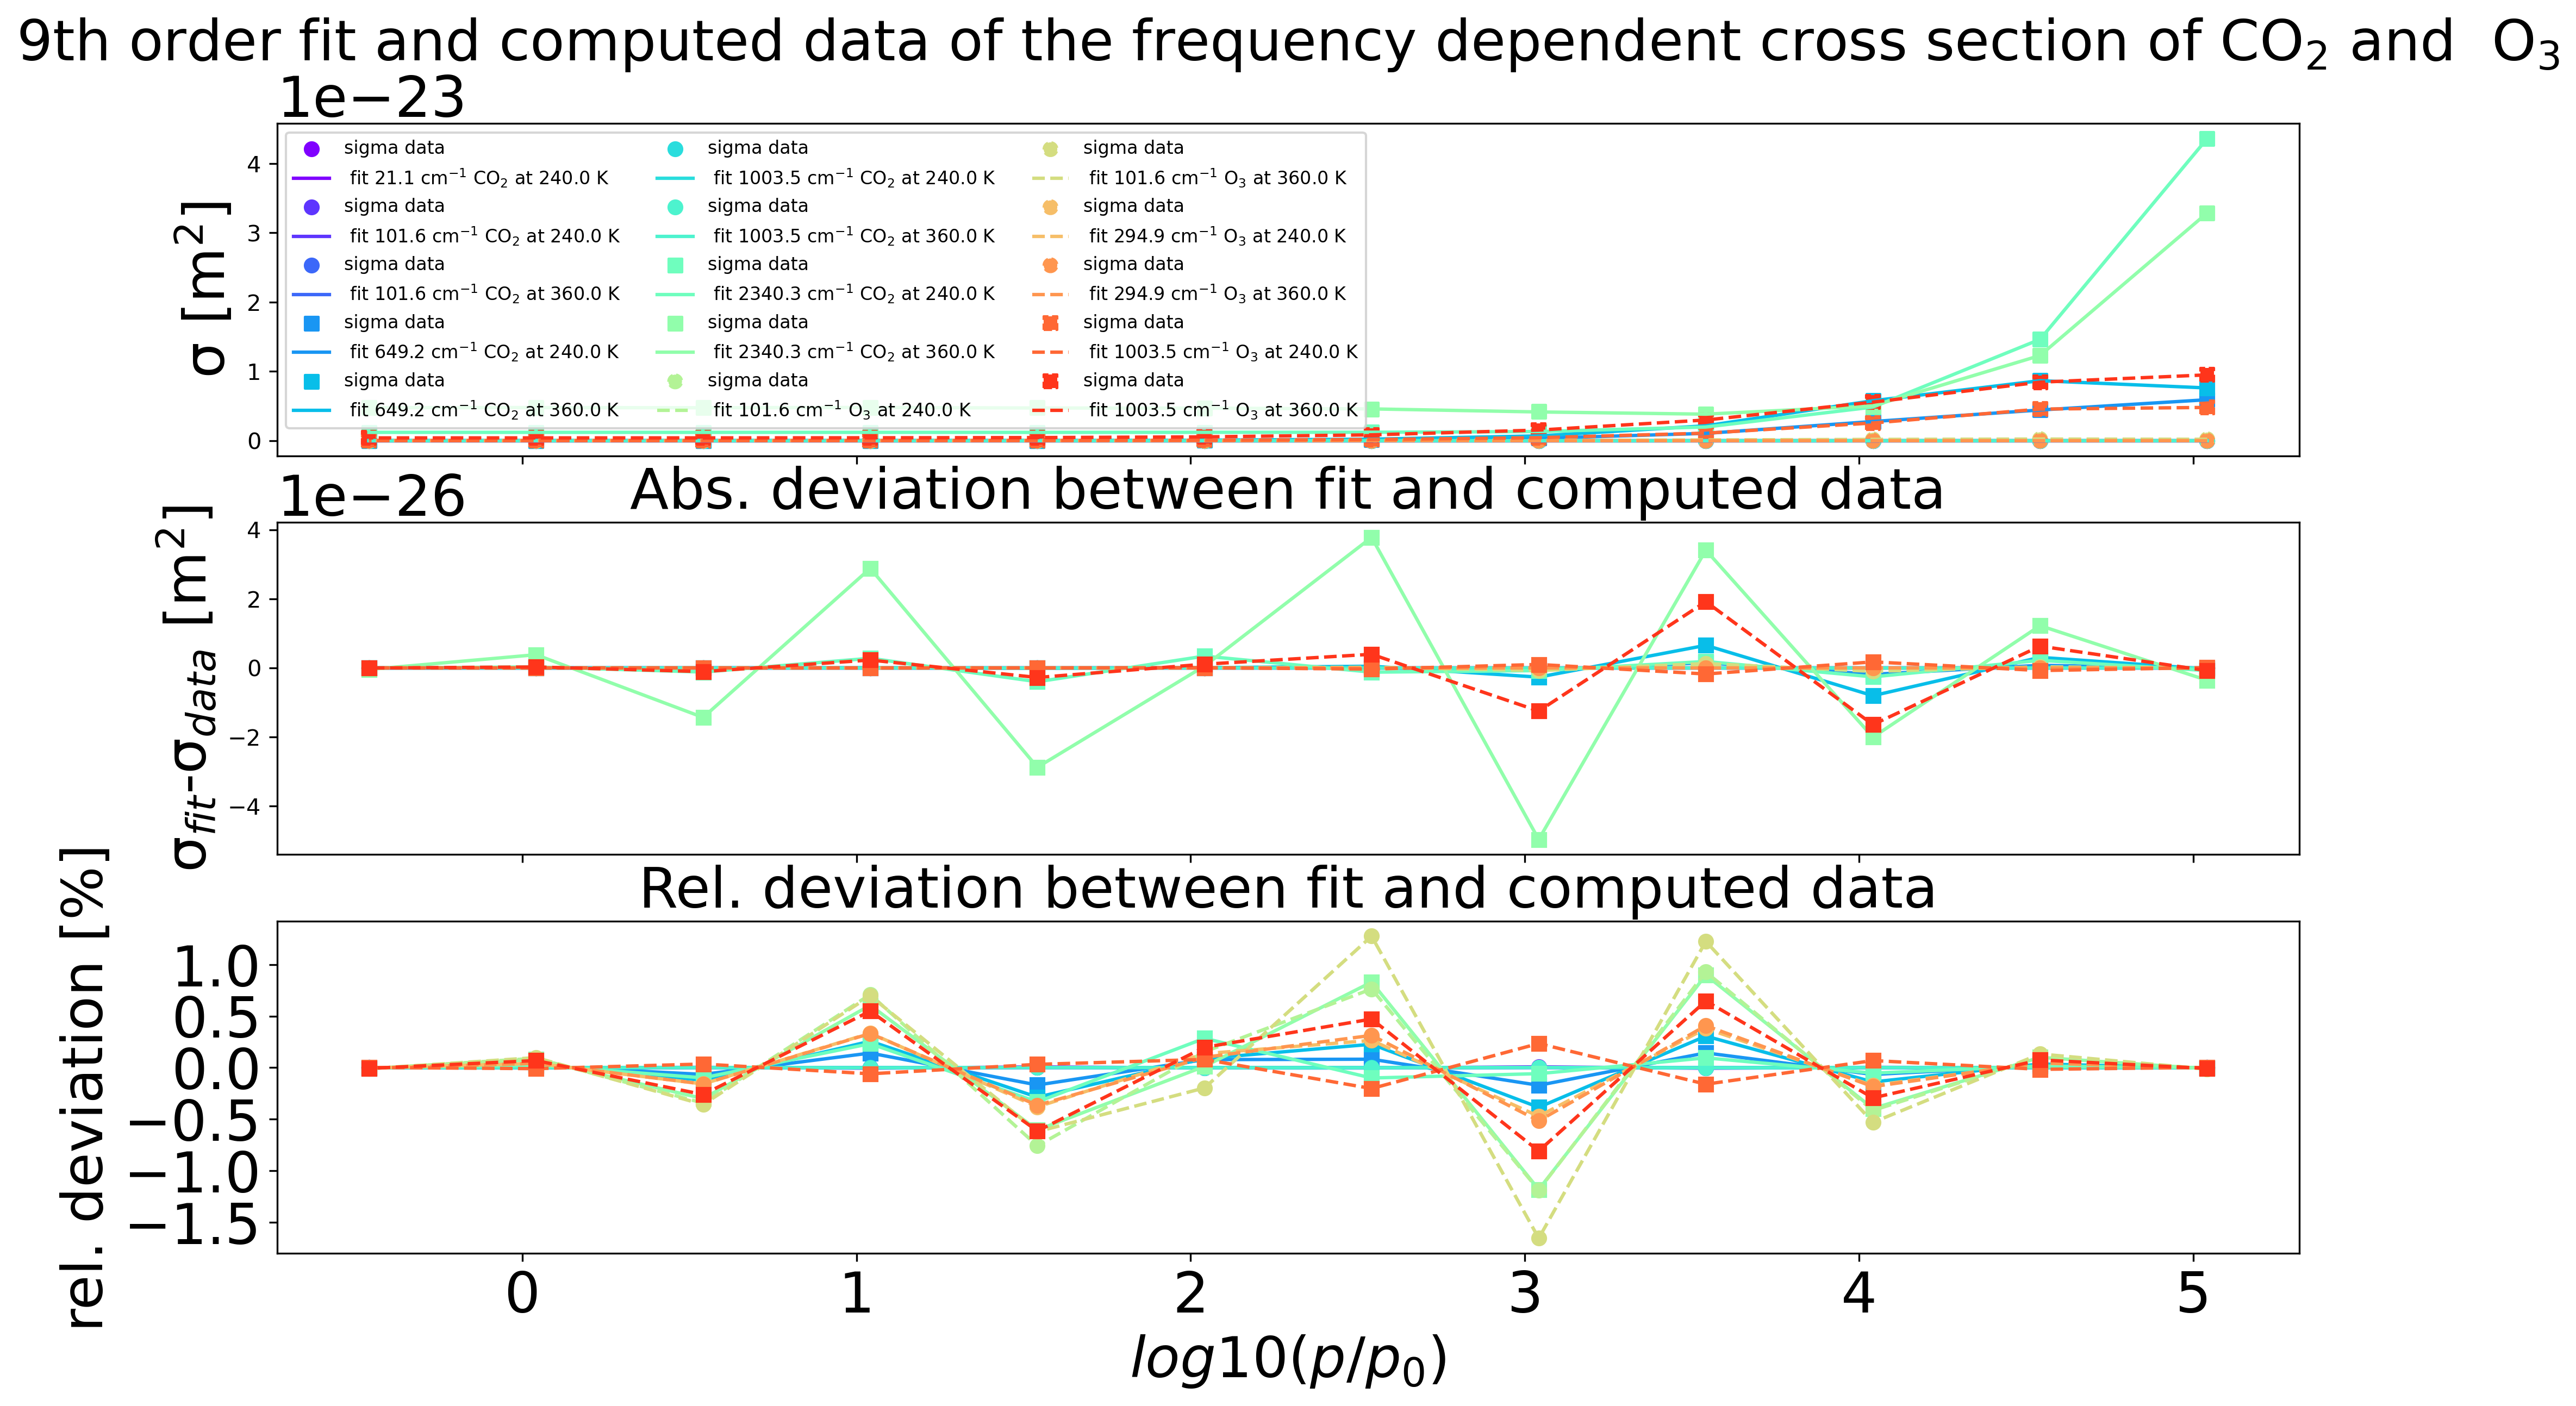 9th order fit and computed data of the frequency dependent cross section of CO₂ and  O₃
1e−23
σ [m²]
4
3
2
1
0
sigma data
fit 21.1 cm⁻¹ CO₂ at 240.0 K
sigma data
fit 101.6 cm⁻¹ CO₂ at 240.0 K
sigma data
fit 101.6 cm⁻¹ CO₂ at 360.0 K
sigma data
fit 649.2 cm⁻¹ CO₂ at 240.0 K
sigma data
fit 649.2 cm⁻¹ CO₂ at 360.0 K
sigma data
fit 1003.5 cm⁻¹ CO₂ at 240.0 K
sigma data
fit 1003.5 cm⁻¹ CO₂ at 360.0 K
sigma data
fit 2340.3 cm⁻¹ CO₂ at 240.0 K
sigma data
fit 2340.3 cm⁻¹ CO₂ at 360.0 K
sigma data
fit 101.6 cm⁻¹ O₃ at 240.0 K
sigma data
fit 101.6 cm⁻¹ O₃ at 360.0 K
sigma data
fit 294.9 cm⁻¹ O₃ at 240.0 K
sigma data
fit 294.9 cm⁻¹ O₃ at 360.0 K
sigma data
fit 1003.5 cm⁻¹ O₃ at 240.0 K
sigma data
fit 1003.5 cm⁻¹ O₃ at 360.0 K
Abs. deviation between fit and computed data
1e−26
σ_fit-σ_data [m²]
4
2
0
−2
−4
Rel. deviation between fit and computed data
rel. deviation [%]
1.0
0.5
0.0
−0.5
−1.0
−1.5
0 1 2 3 4 5
log10(p/p₀)